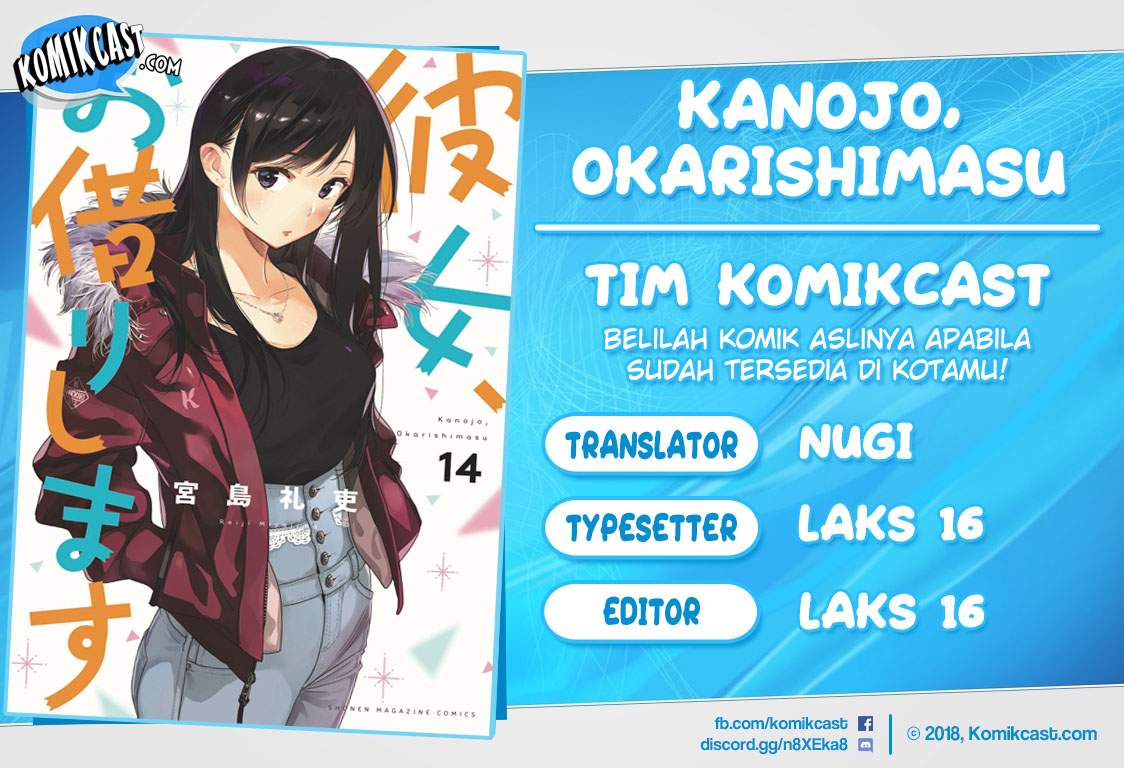 KOMIKCAST
.COM
彼女、
お借りします
Kanojo,
Okarishimasu
14
宮島礼吏
Reiji
SHONEN MAGAZINE COMICS
KANOJO,
OKARISHIMASU
TIM KOMIKCAST
BELILAH KOMIK ASLINYA APABILA
SUDAH TERSEDIA DI KOTAMU!
TRANSLATOR NUGI
TYPESETTER LAKS 16
EDITOR LAKS 16
fb.com/komikcast
discord.gg/n8XEka8
© 2018, Komikcast.com